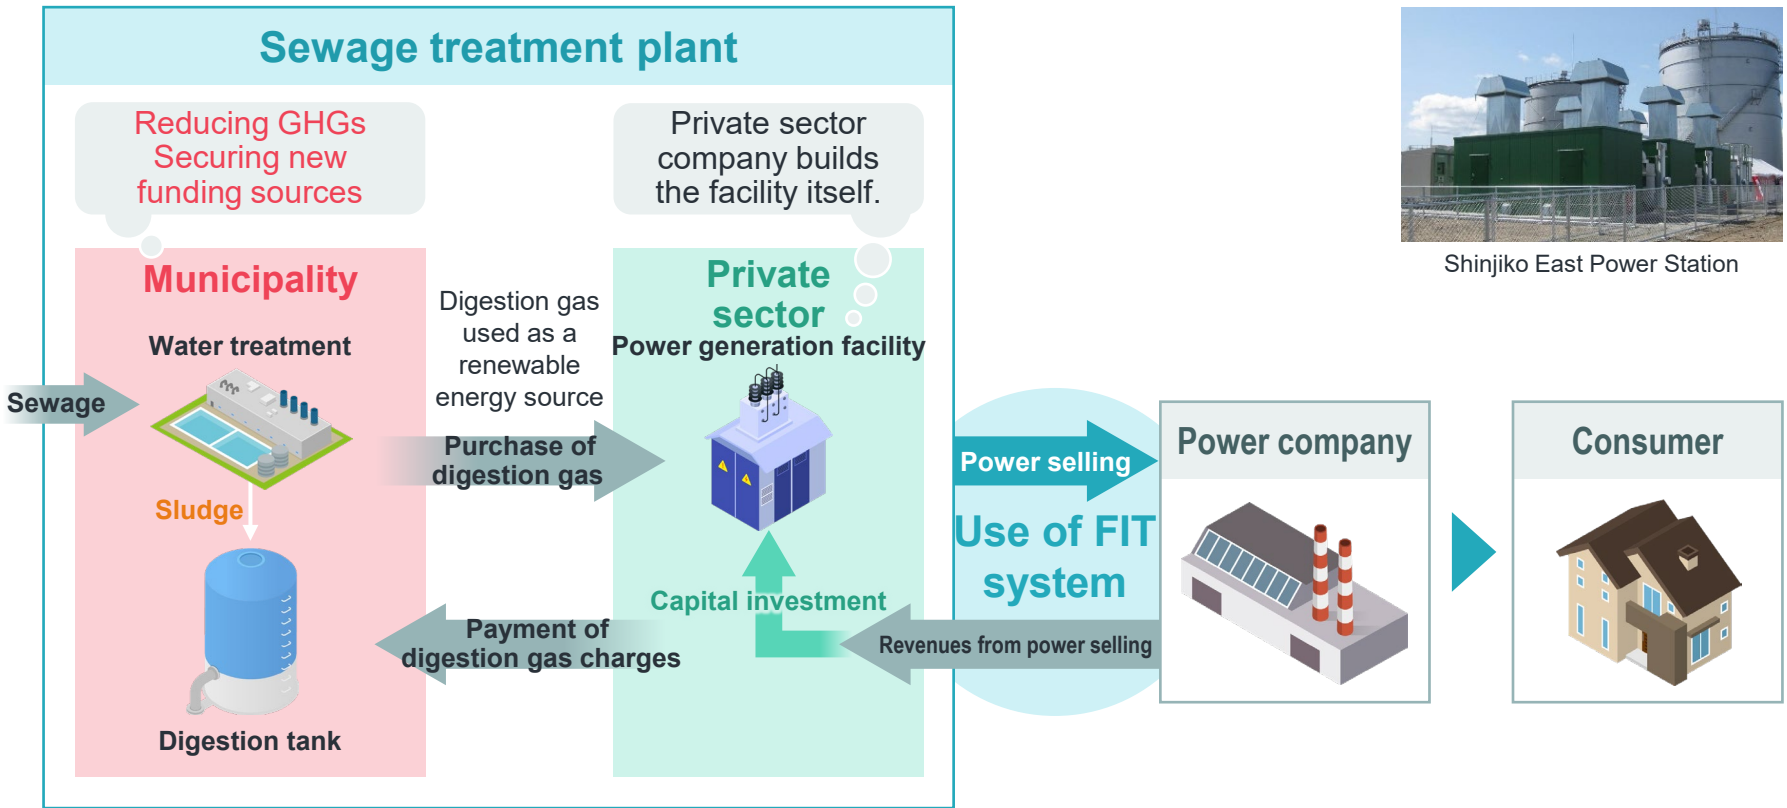 Sewage treatment plant
Reducing GHGs
Securing new
funding sources
Private sector
company builds
the facility itself.
Shinjiko East Power Station
Municipality
Water treatment
Sewage
Sludge
Digestion tank
Digestion gas
used as a
renewable
energy source
Purchase of
digestion gas
Payment of
digestion gas charges
Private
sector
Power generation facility
Capital investment
Power selling
Use of FIT
system
Revenues from power selling
Power company
Consumer